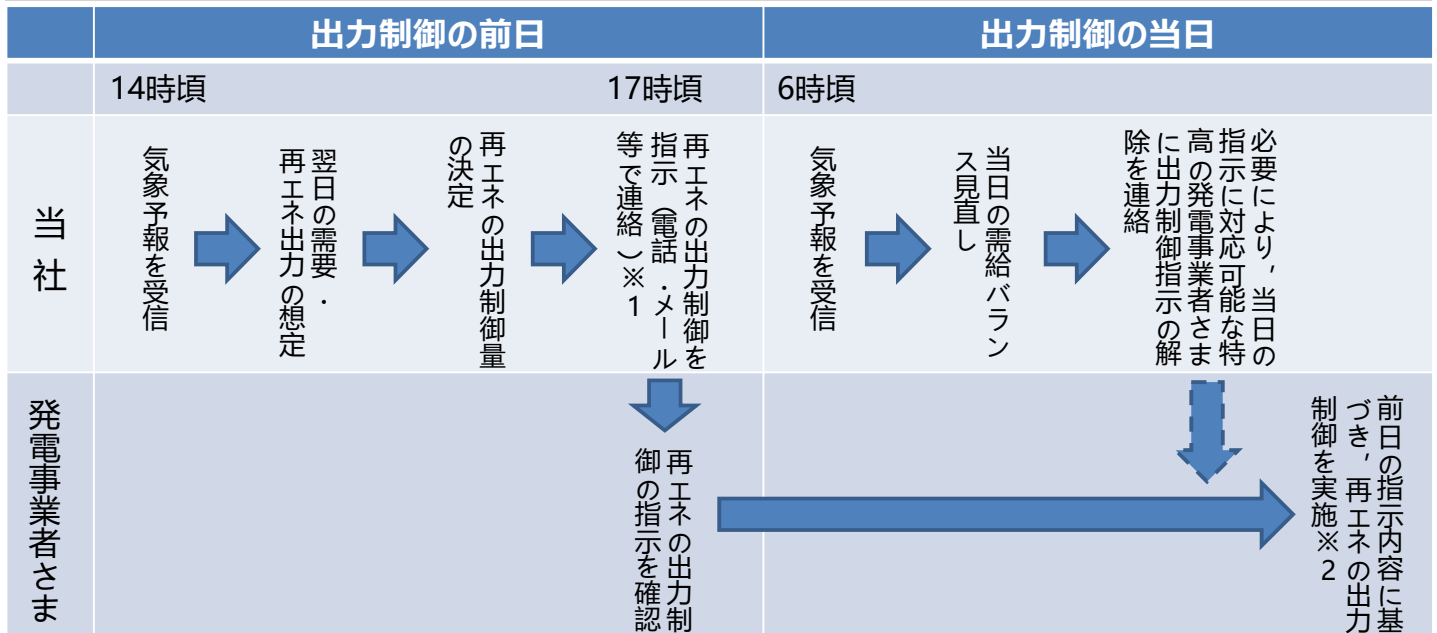 出力制御の前日
出力制御の当日
14時頃
17時頃
6時頃
当社
気象予報を受信
翌日の需要・
再エネ出力の想定
再エネの出力制御量
の決定
再エネの出力制御を
指示（電話・メール
等で連絡）※1
気象予報を受信
当日の需給バラン
ス見直し
必要により，当日の
指示に対応可能な特
高の発電事業者さま
に出力制御指示の解
除を連絡
発電事業者さま
再エネの出力制
御の指示を確認
前日の指示内容に基
づき，再エネの出力
制御を実施※2